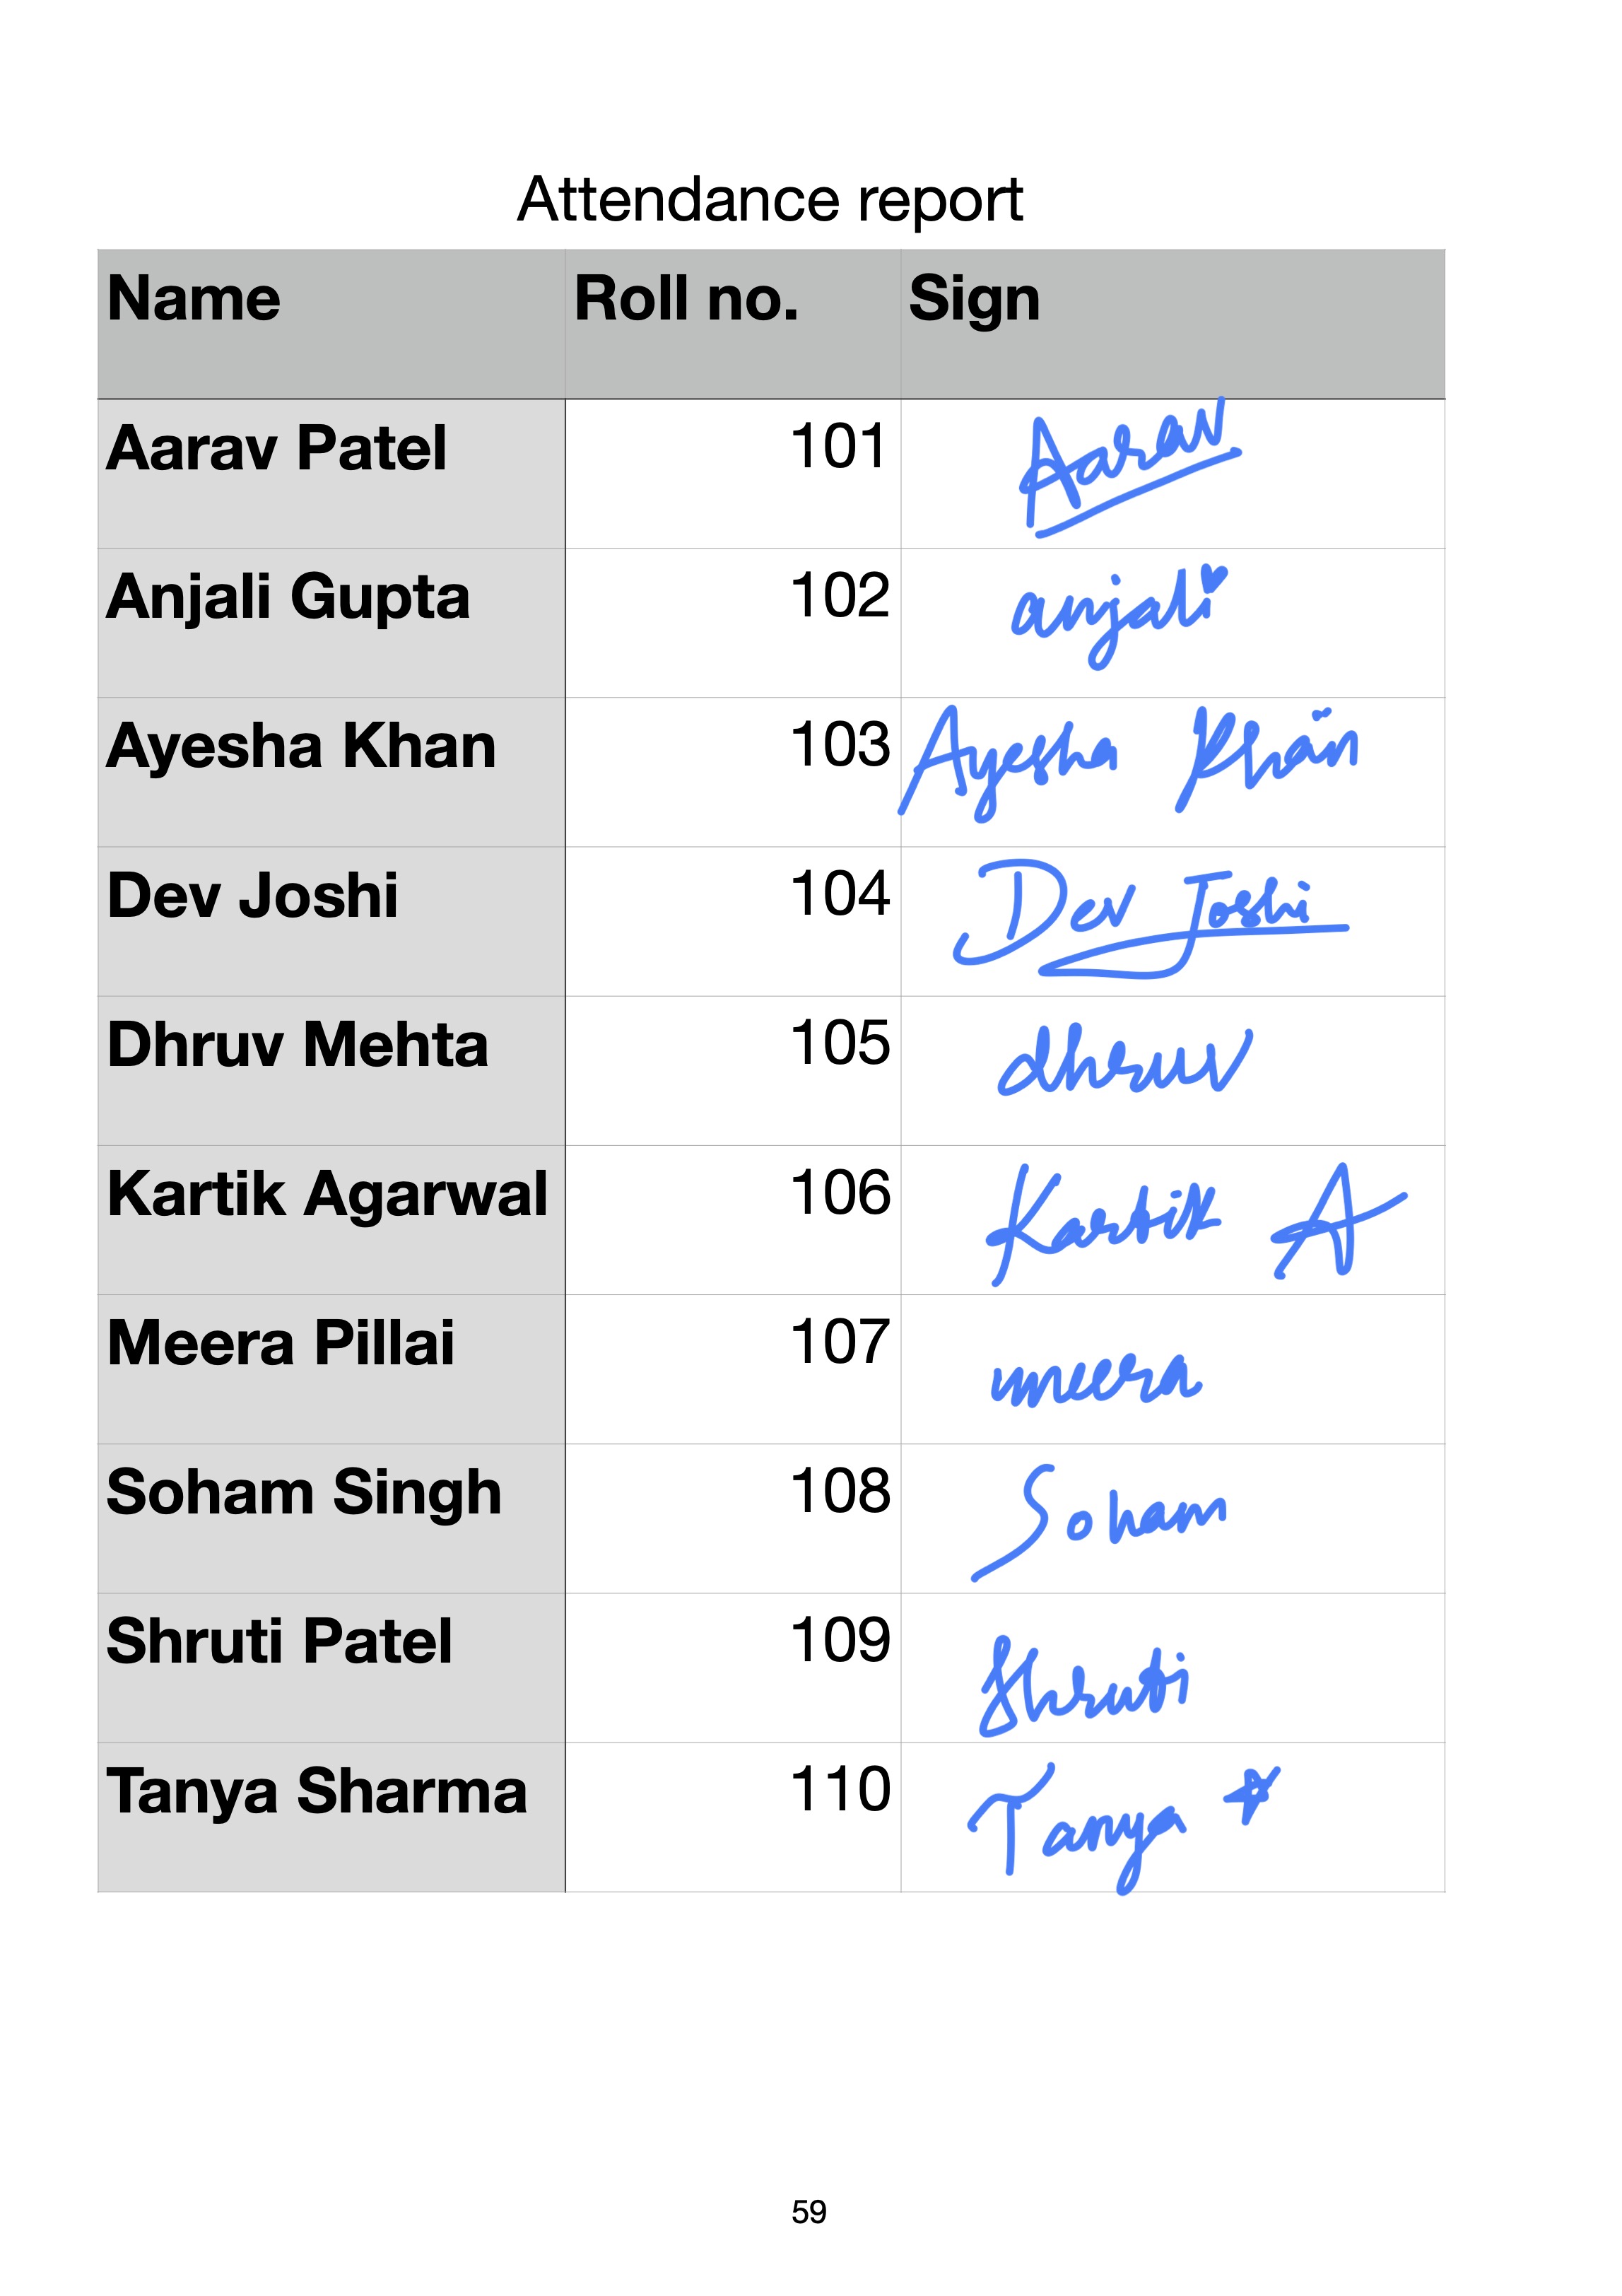 Attendance report
Name Roll no. Sign
Aarav Patel 101 Aarav
Anjali Gupta 102 anjali
Ayesha Khan 103 Ayesha Khan
Dev Joshi 104 Dev Joshi
Dhruv Mehta 105 dhruv
Kartik Agarwal 106 Kartik A
Meera Pillai 107 meera
Soham Singh 108 Soham
Shruti Patel 109 Shruti
Tanya Sharma 110 Tanya
59